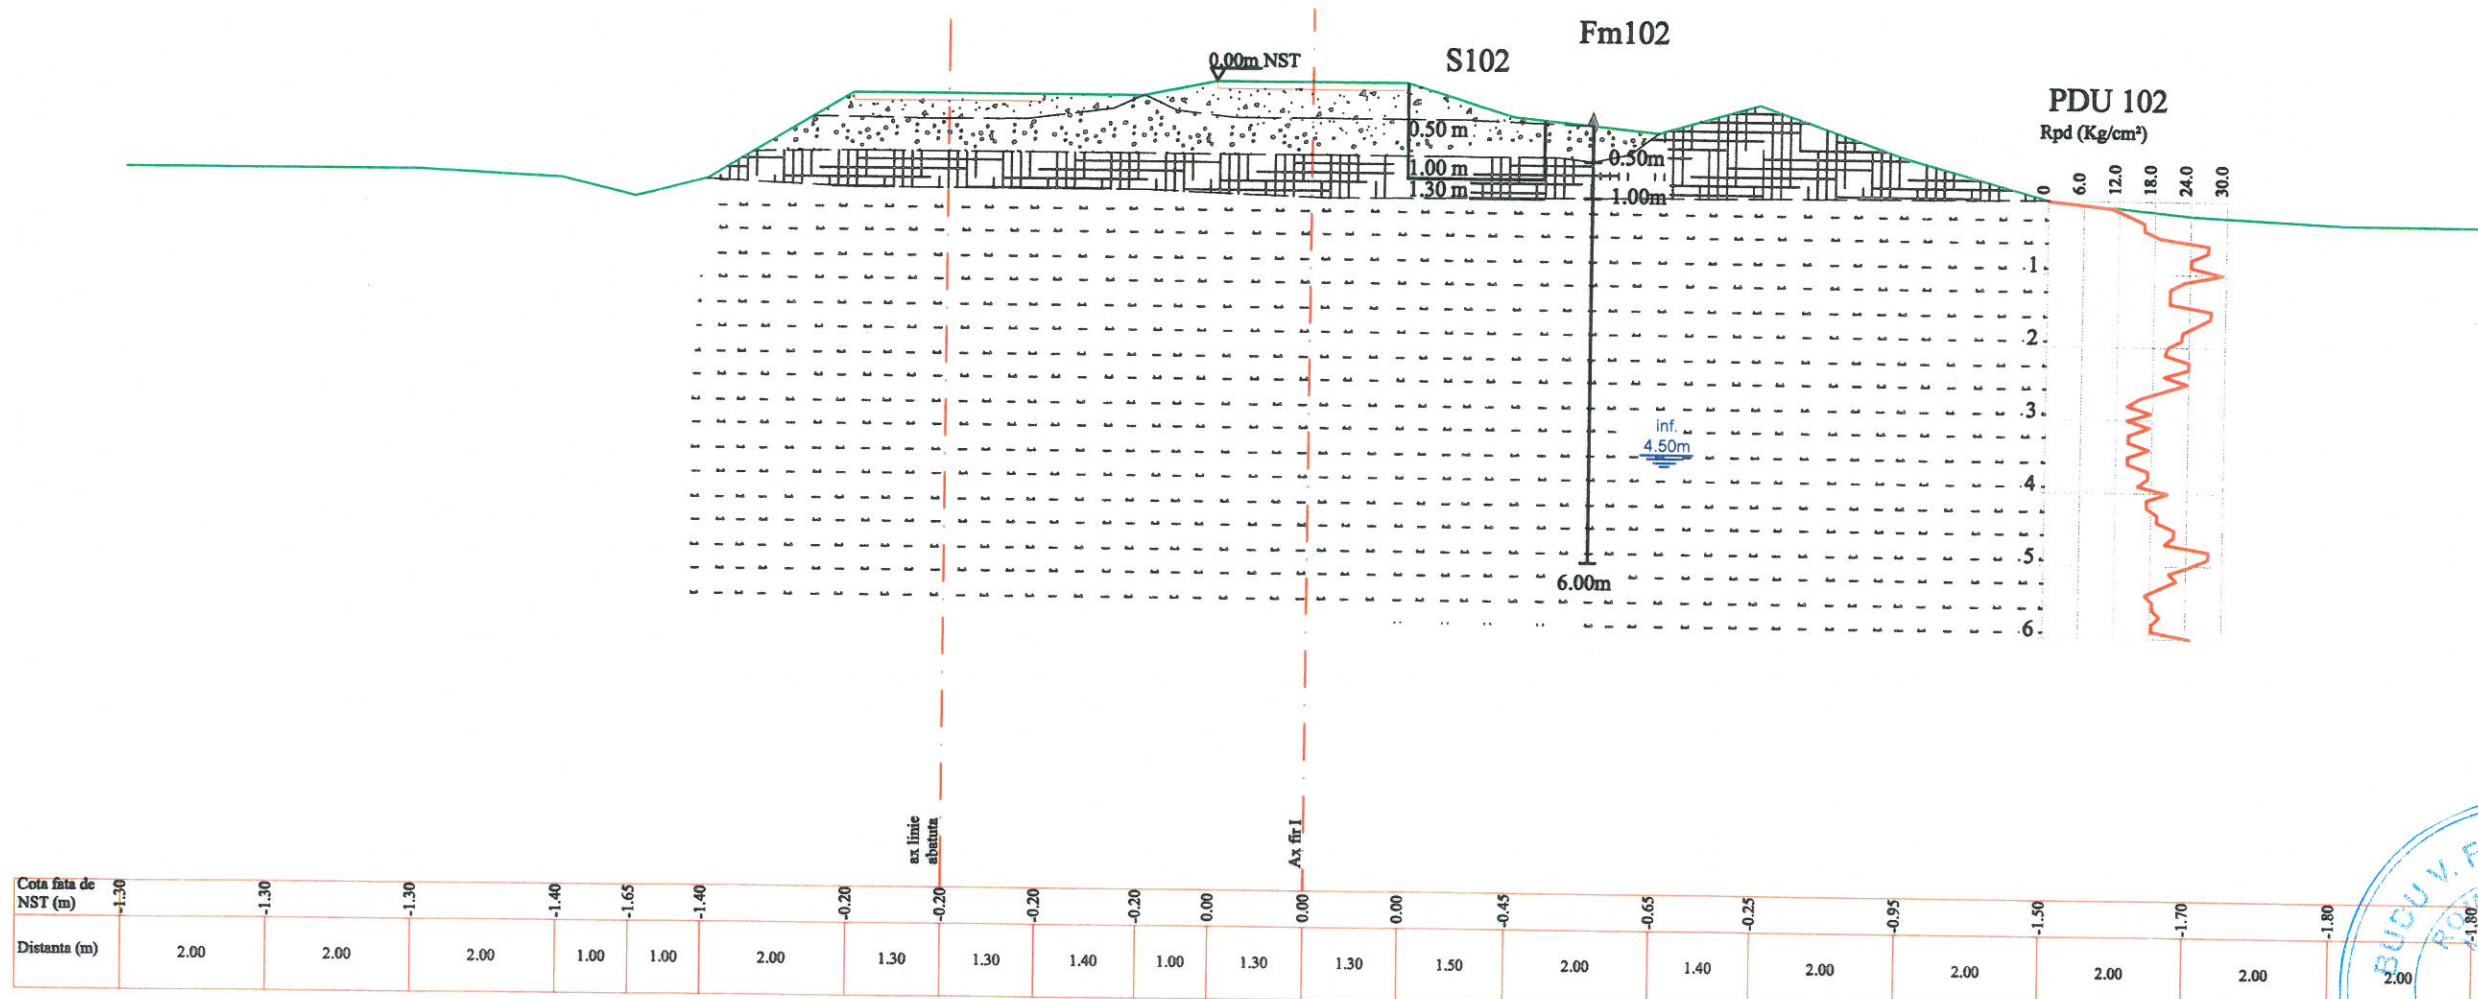 Fm102
S102
0.00m NST
PDU 102
Rpd (Kg/cm²)
0
6.0
12.0
18.0
24.0
30.0
0.50 m
1.00 m
1.30 m
0.50m
1.00m
1
2
3
4
5
6
inf.
4.50m
6.00m
ax linie
abatuta
Ax fir I
Cota fata de
NST (m)
-1.30
-1.30
-1.30
-1.40
-1.65
-1.40
-0.20
-0.20
-0.20
-0.20
0.00
0.00
0.00
-0.45
-0.65
-0.25
-0.95
-1.50
-1.70
-1.80
-1.80
Distanta (m)
2.00
2.00
2.00
1.00
1.00
2.00
1.30
1.30
1.40
1.00
1.30
1.30
1.50
2.00
1.40
2.00
2.00
2.00
2.00
2.00
BUCUV.